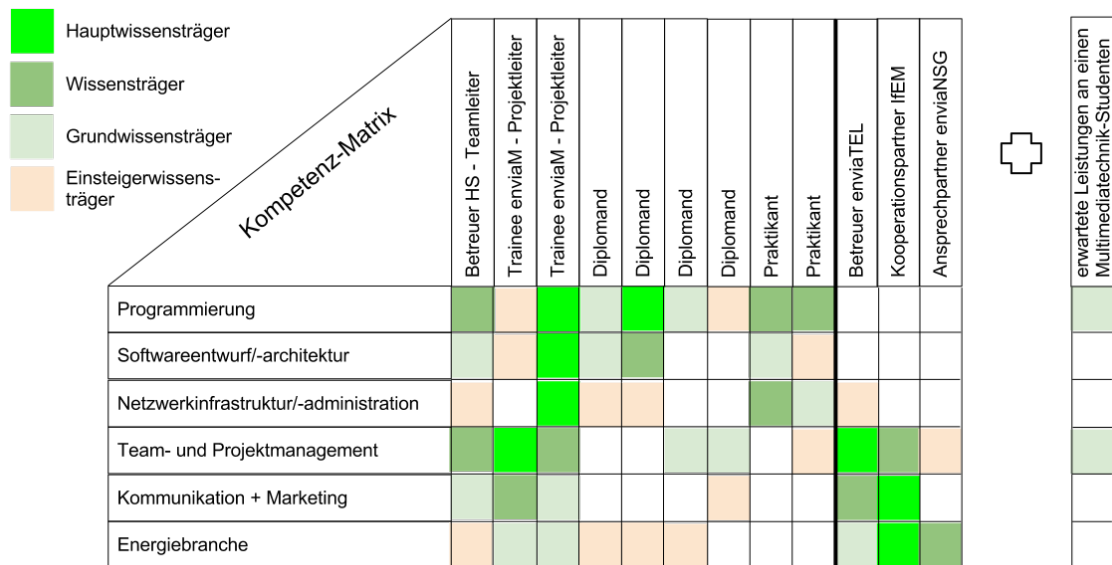 Hauptwissensträger
Wissensträger
Grundwissensträger
Einsteigerwissens-
träger
Kompetenz-Matrix
Betreuer HS - Teamleiter
Trainee enviaM - Projektleiter
Trainee enviaM - Projektleiter
Diplomand
Diplomand
Diplomand
Diplomand
Praktikant
Praktikant
Betreuer enviaTEL
Kooperationspartner IfEM
Ansprechpartner enviaNSG
erwartete Leistungen an einen
Multimediatechnik-Studenten
Programmierung
Softwareentwurf/-architektur
Netzwerkinfrastruktur/-administration
Team- und Projektmanagement
Kommunikation + Marketing
Energiebranche